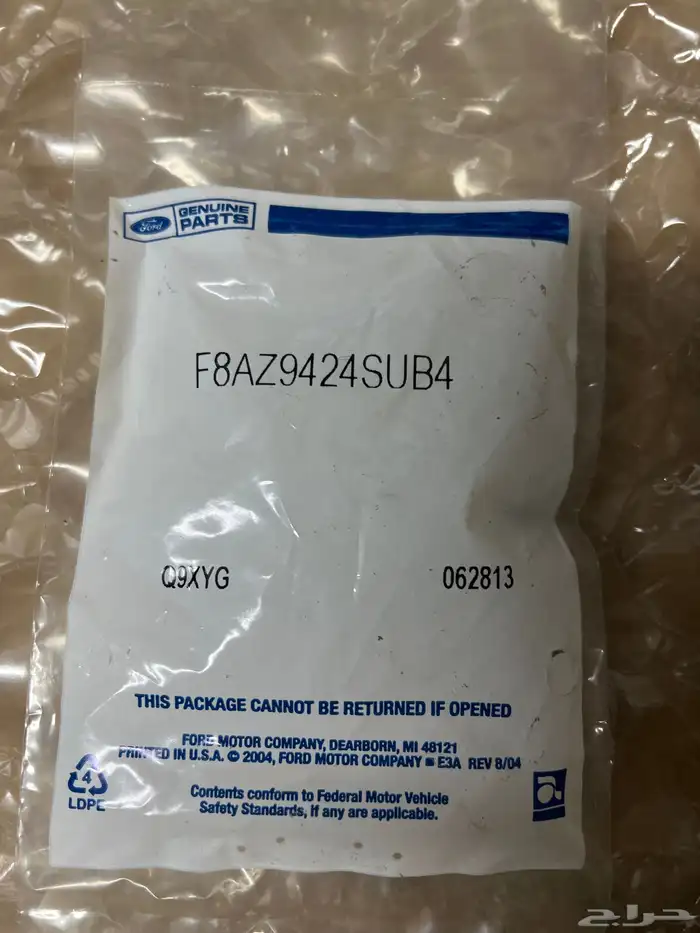 Ford
GENUINE
PARTS
F8AZ9424SUB4
Q9XYG
062813
THIS PACKAGE CANNOT BE RETURNED IF OPENED
FORD MOTOR COMPANY, DEARBORN, MI 48121
PRINTED IN U.S.A. © 2004, FORD MOTOR COMPANY E3A REV 8/04
4
LDPE
Contents conform to Federal Motor Vehicle
Safety Standards, if any are applicable.
حراج